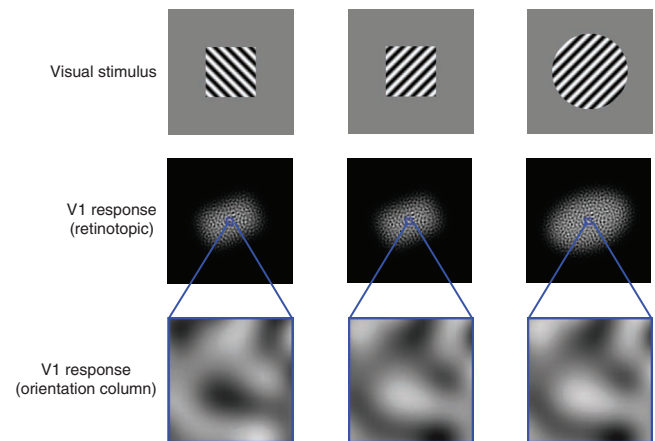 Visual stimulus
V1 response
(retinotopic)
V1 response
(orientation column)